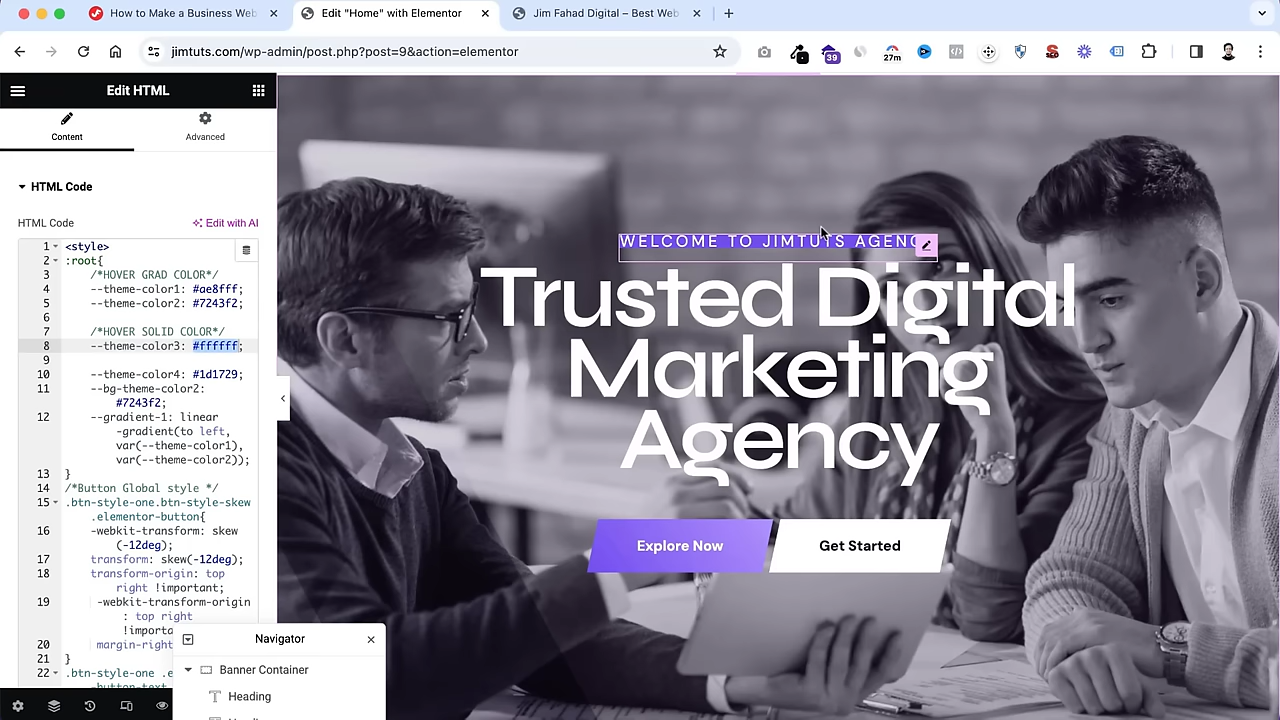 How to Make a Business Web
Edit "Home" with Elementor
Jim Fahad Digital – Best Web
jimtuts.com/wp-admin/post.php?post=9&action=elementor
39
27m
Edit HTML
Content
Advanced
HTML Code
HTML Code
Edit with AI
1 <style>
2 :root{
3 /*HOVER GRAD COLOR*/
4 --theme-color1: #ae8fff;
5 --theme-color2: #7243f2;
6
7 /*HOVER SOLID COLOR*/
8 --theme-color3: #ffffff;
9
10 --theme-color4: #1d1729;
11 --bg-theme-color2:
#7243f2;
12 --gradient-1: linear
-gradient(to left,
var(--theme-color1),
var(--theme-color2));
13 }
14 /*Button Global style */
15 .btn-style-one.btn-style-skew
.elementor-button{
16 -webkit-transform: skew
(-12deg);
17 transform: skew(-12deg);
18 transform-origin: top
right !important;
19 -webkit-transform-origin
: top right
!importa
20 margin-right
21 }
22 .btn-style-one .e
-button-text
WELCOME TO JIMTUTS AGENC
Trusted Digital
Marketing
Agency
Explore Now
Get Started
Navigator
Banner Container
Heading